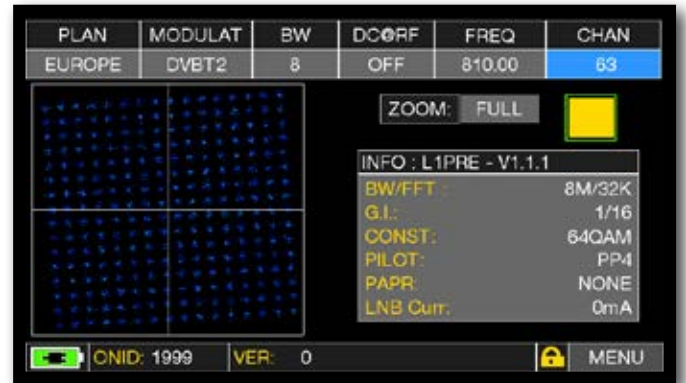 PLAN MODULAT BW DC@RF FREQ CHAN
EUROPE DVBT2 8 OFF 810.00 63
ZOOM: FULL
INFO : L1PRE - V1.1.1
BW/FFT : 8M/32K
G.I.: 1/16
CONST: 64QAM
PILOT: PP4
PAPR: NONE
LNB Curr: 0mA
ONID: 1999 VER: 0 MENU